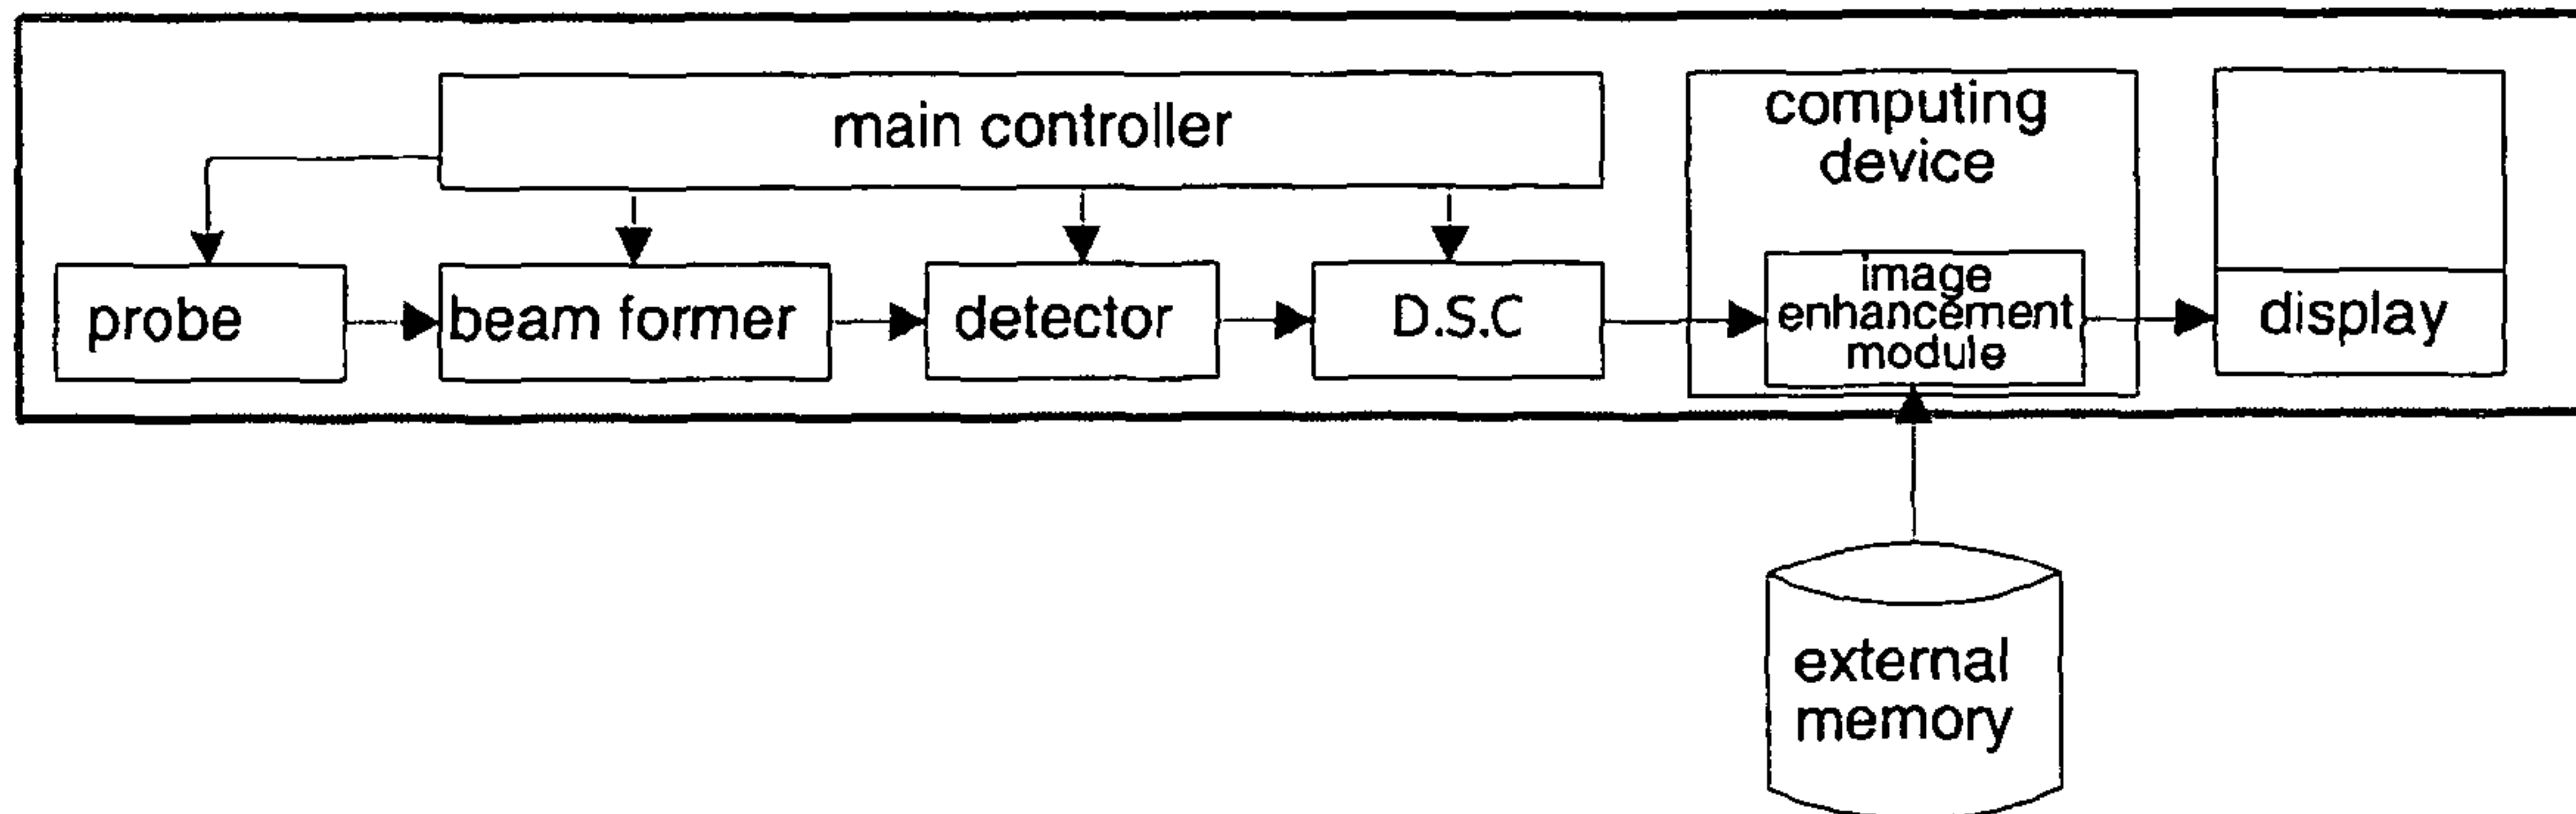 main controller
computing
device
probe
beam former
detector
D.S.C
image
enhancement
module
display
external
memory